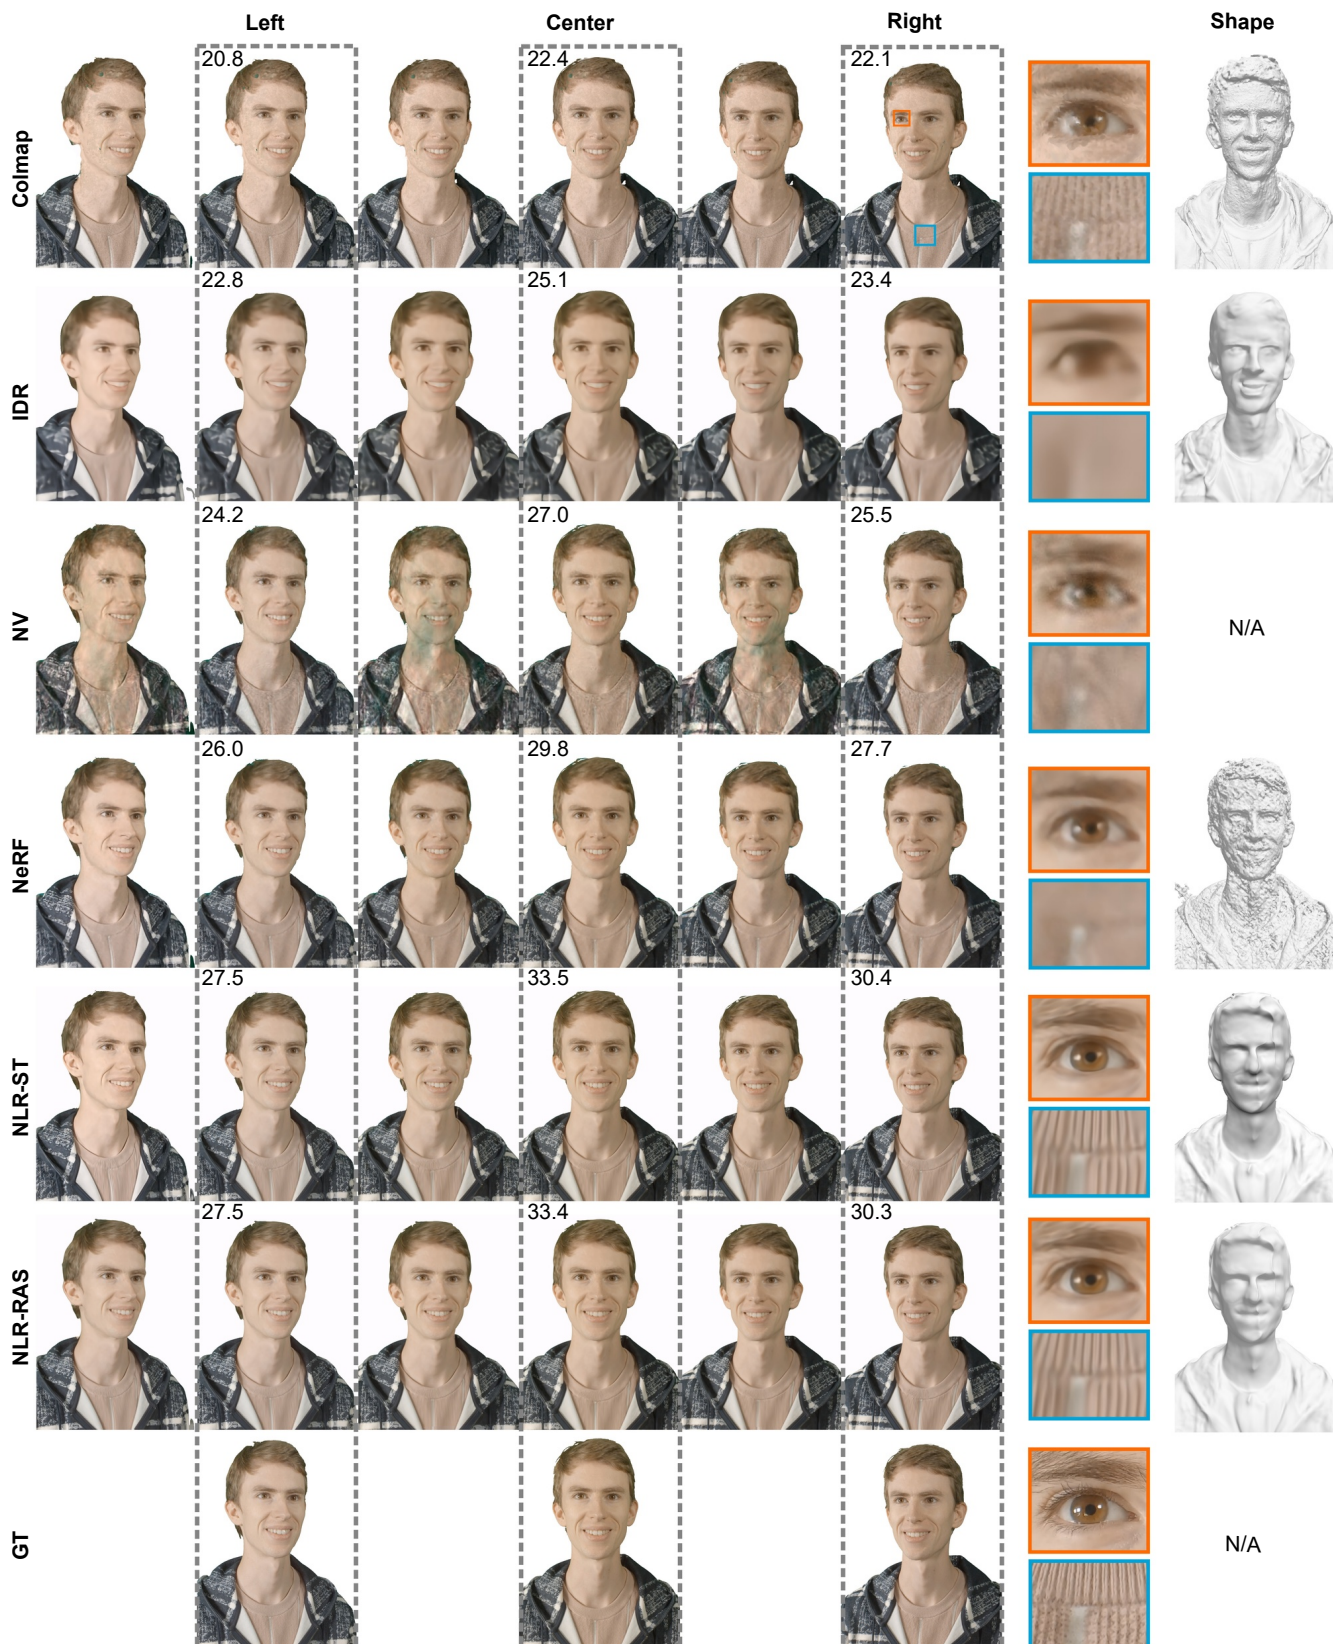 Left Center Right Shape
Colmap
20.8 22.4 22.1
IDR
22.8 25.1 23.4
NV
24.2 27.0 25.5
N/A
NeRF
26.0 29.8 27.7
NLR-ST
27.5 33.5 30.4
NLR-RAS
27.5 33.4 30.3
GT
N/A